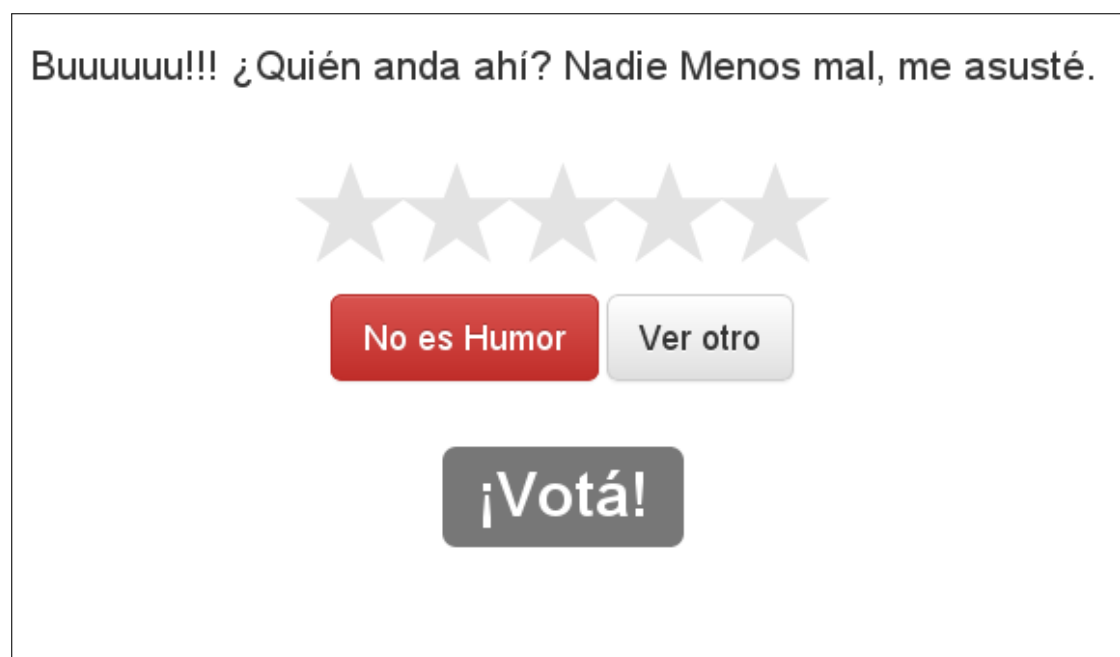 Buuuuuu!!! ¿Quién anda ahí? Nadie Menos mal, me asusté.
No es Humor Ver otro
¡Votá!